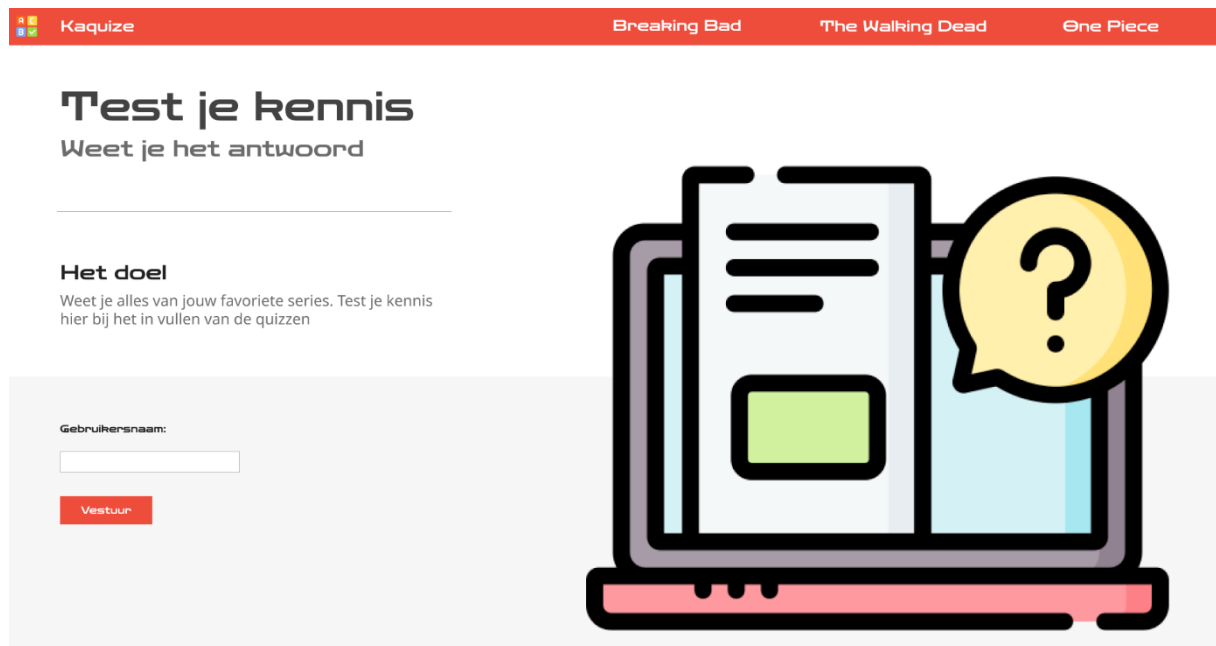 A C
B
Kaquize
Breaking Bad
The Walking Dead
One Piece
Test je kennis
Weet je het antwoord
Het doel
Weet je alles van jouw favoriete series. Test je kennis
hier bij het in vullen van de quizzen
?
Gebruikersnaam:
Vestuur